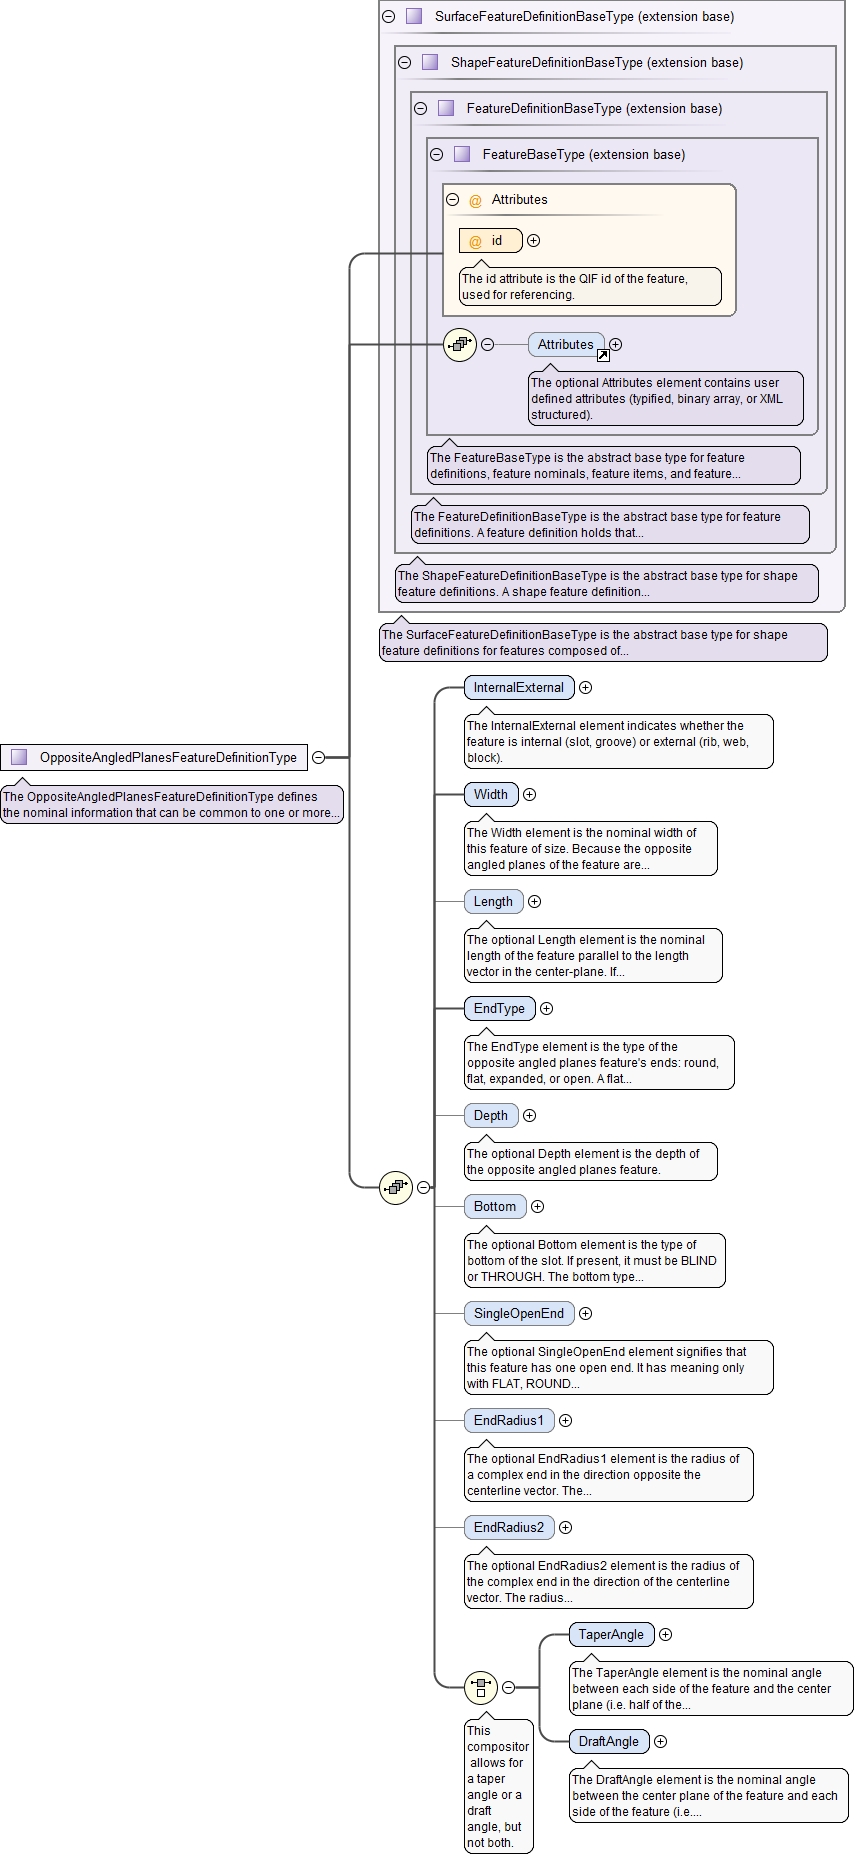 SurfaceFeatureDefinitionBaseType (extension base)
ShapeFeatureDefinitionBaseType (extension base)
FeatureDefinitionBaseType (extension base)
FeatureBaseType (extension base)
@ Attributes
@ id
The id attribute is the QIF id of the feature,
used for referencing.
Attributes
The optional Attributes element contains user
defined attributes (typified, binary array, or XML
structured).
The FeatureBaseType is the abstract base type for feature
definitions, feature nominals, feature items, and feature...
The FeatureDefinitionBaseType is the abstract base type for feature
definitions. A feature definition holds that...
The ShapeFeatureDefinitionBaseType is the abstract base type for shape
feature definitions. A shape feature definition...
The SurfaceFeatureDefinitionBaseType is the abstract base type for shape
feature definitions for features composed of...
OppositeAngledPlanesFeatureDefinitionType
The OppositeAngledPlanesFeatureDefinitionType defines
the nominal information that can be common to one or more...
InternalExternal
The InternalExternal element indicates whether the
feature is internal (slot, groove) or external (rib, web,
block).
Width
The Width element is the nominal width of
this feature of size. Because the opposite
angled planes of the feature are...
Length
The optional Length element is the nominal
length of the feature parallel to the length
vector in the center-plane. If...
EndType
The EndType element is the type of the
opposite angled planes feature's ends: round,
flat, expanded, or open. A flat...
Depth
The optional Depth element is the depth of
the opposite angled planes feature.
Bottom
The optional Bottom element is the type of
bottom of the slot. If present, it must be BLIND
or THROUGH. The bottom type...
SingleOpenEnd
The optional SingleOpenEnd element signifies that
this feature has one open end. It has meaning only
with FLAT, ROUND...
EndRadius1
The optional EndRadius1 element is the radius of
a complex end in the direction opposite the
centerline vector. The...
EndRadius2
The optional EndRadius2 element is the radius of
the complex end in the direction of the centerline
vector. The radius...
TaperAngle
The TaperAngle element is the nominal angle
between each side of the feature and the center
plane (i.e. half of the...
DraftAngle
The DraftAngle element is the nominal angle
between the center plane of the feature and each
side of the feature (i.e....
This
compositor
allows for
a taper
angle or a
draft
angle, but
not both.